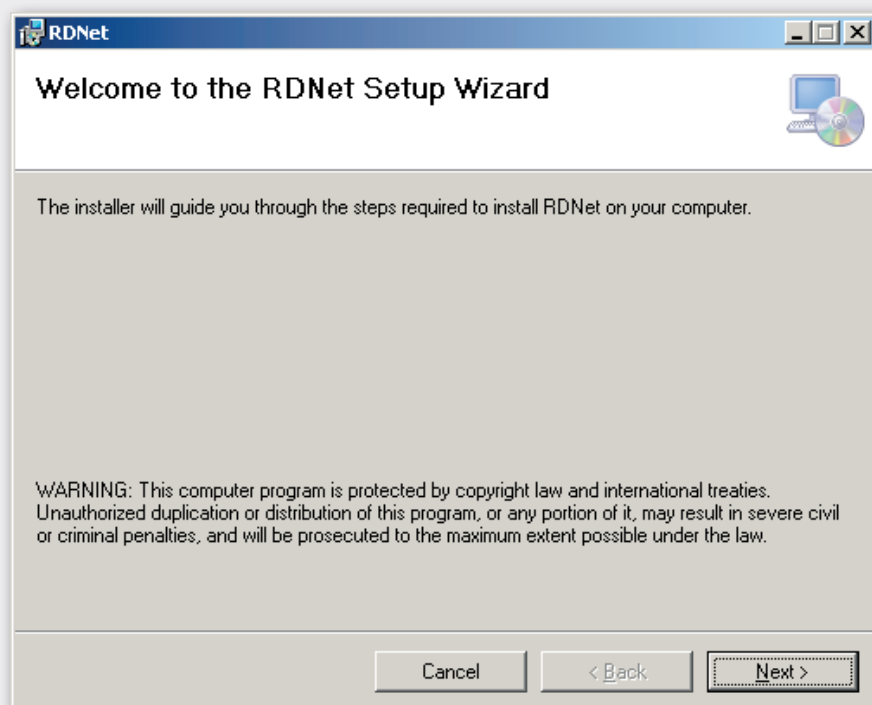 RDNet
Welcome to the RDNet Setup Wizard
The installer will guide you through the steps required to install RDNet on your computer.
WARNING: This computer program is protected by copyright law and international treaties.
Unauthorized duplication or distribution of this program, or any portion of it, may result in severe civil
or criminal penalties, and will be prosecuted to the maximum extent possible under the law.
Cancel < Back Next >